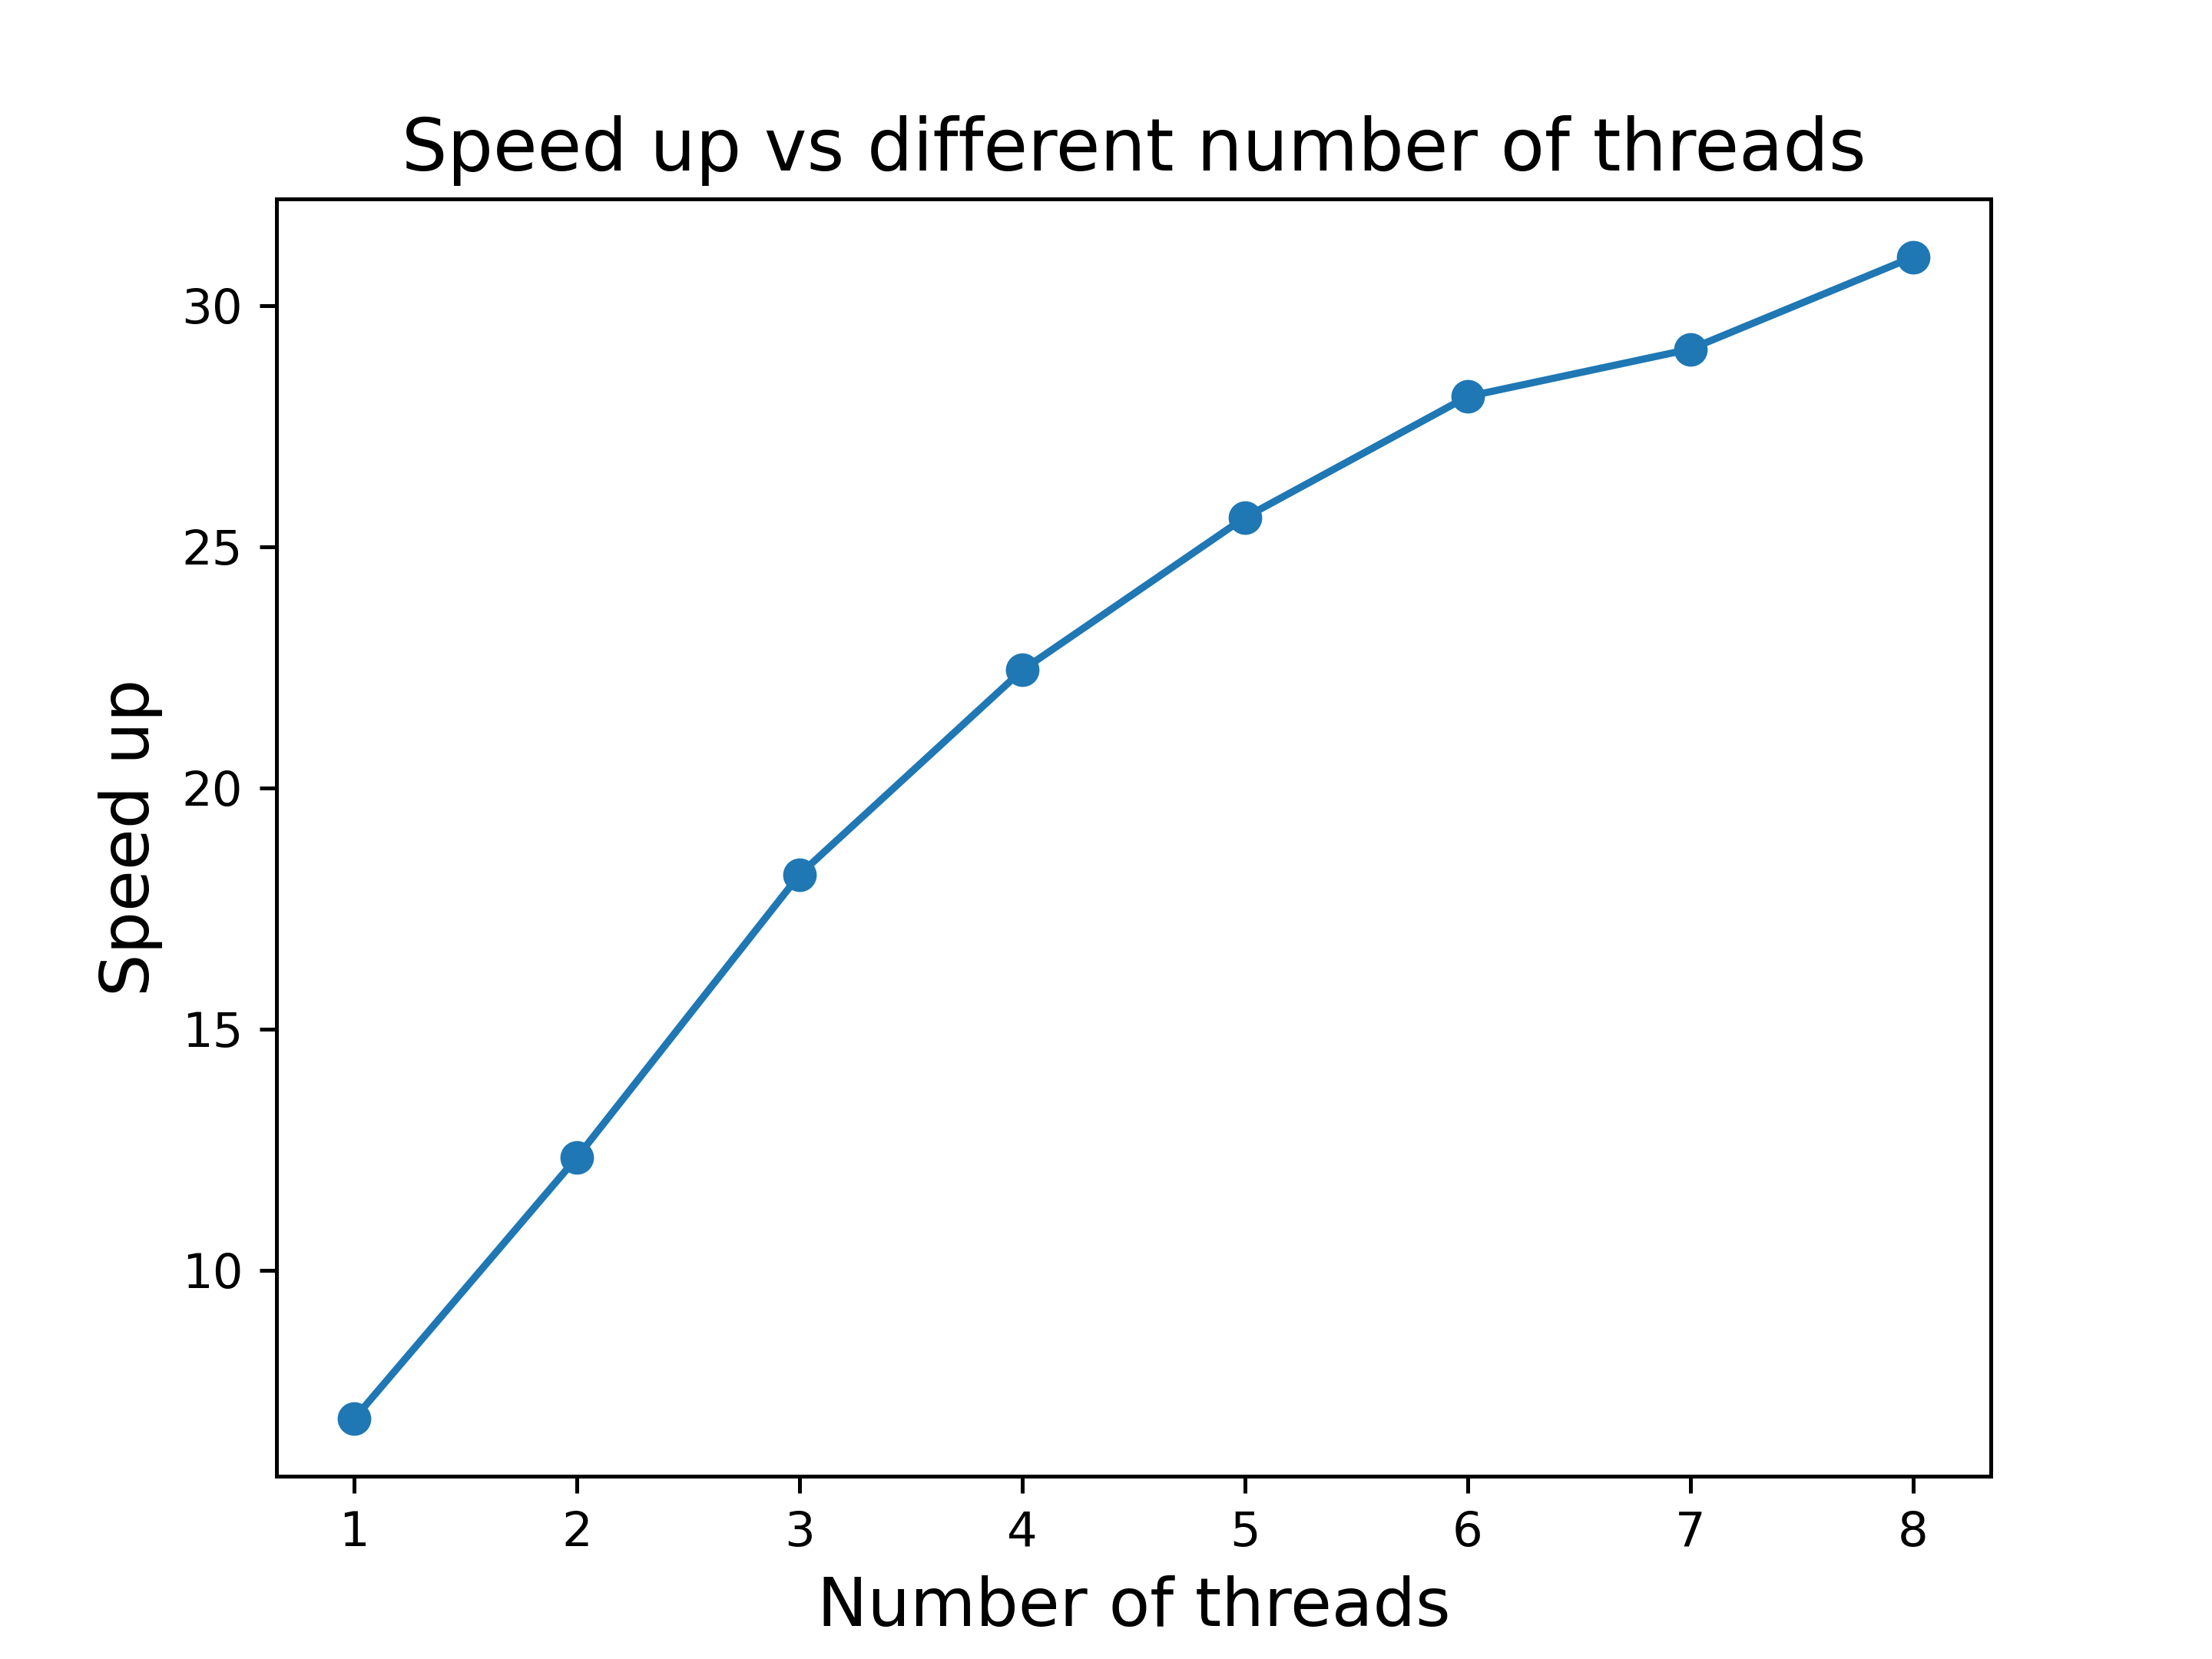 Speed up vs different number of threads
30
25
20
15
10
Speed up
1 2 3 4 5 6 7 8
Number of threads